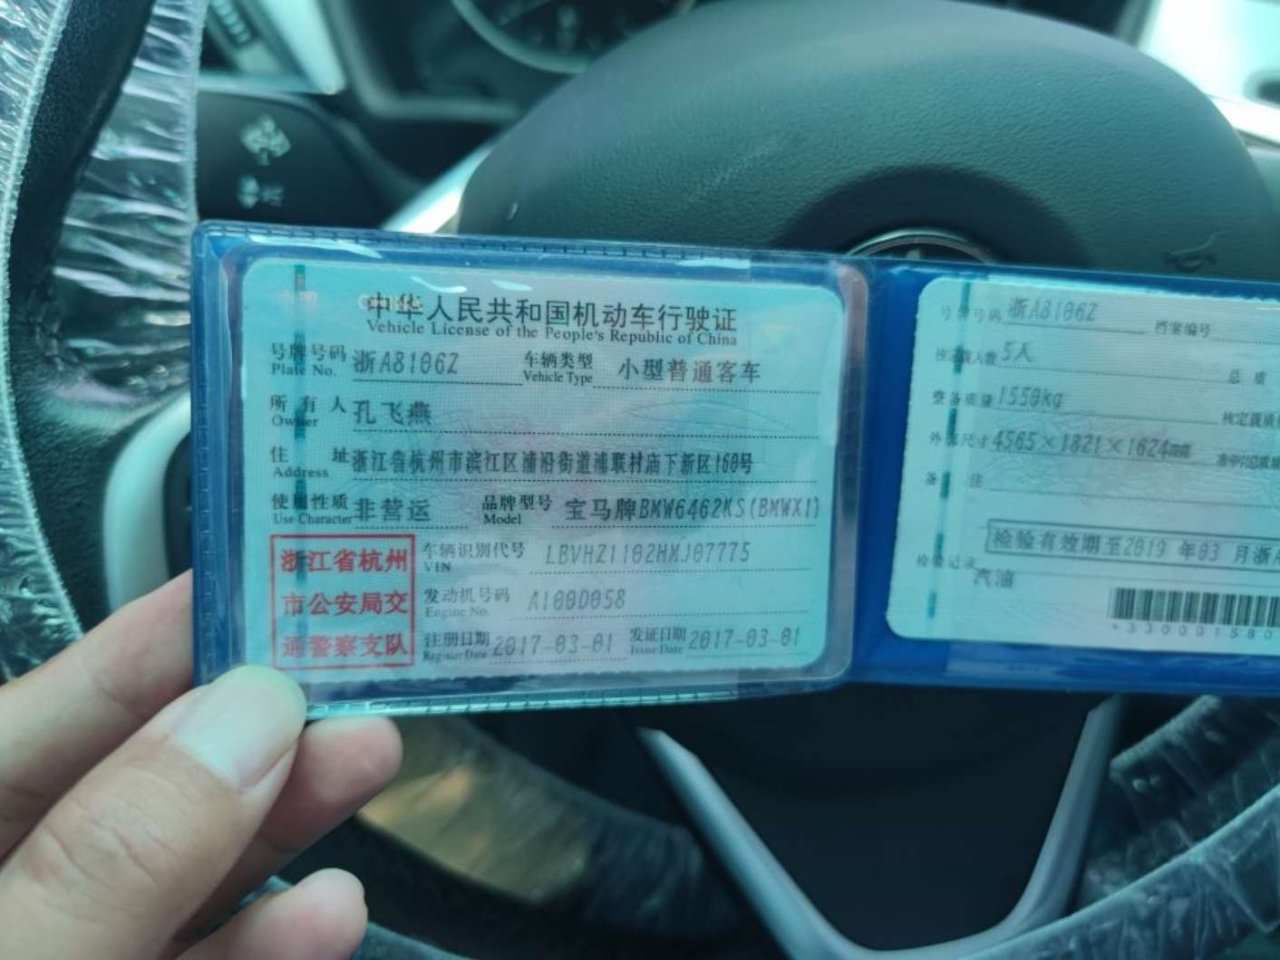 中华人民共和国机动车行驶证
Vehicle License of the People's Republic of China
号牌号码 浙A8106Z 车辆类型 小型普通客车
Plate No. Vehicle Type
所有人 孔飞燕
Owner
住址 浙江省杭州市滨江区浦沿街道浦联村庙下新区160号
Address
使用性质 非营运 品牌型号 宝马牌BMW6462KS(BMWX1)
Use Character Model
浙江省杭州
市公安局交
通警察支队
车辆识别代号 LBVHZ1102HMJ07775
VIN
发动机号码 A100D058
Engine No.
注册日期 2017-03-01 发证日期 2017-03-01
Register Date Issue Date
号牌号码 浙A8106Z 档案编号
核定载人数 5人 总质
整备质量 1550kg 核定载质
外廓尺寸 4565×1821×1624mm
备注
检验有效期至2019年03月浙
检验记录
汽油